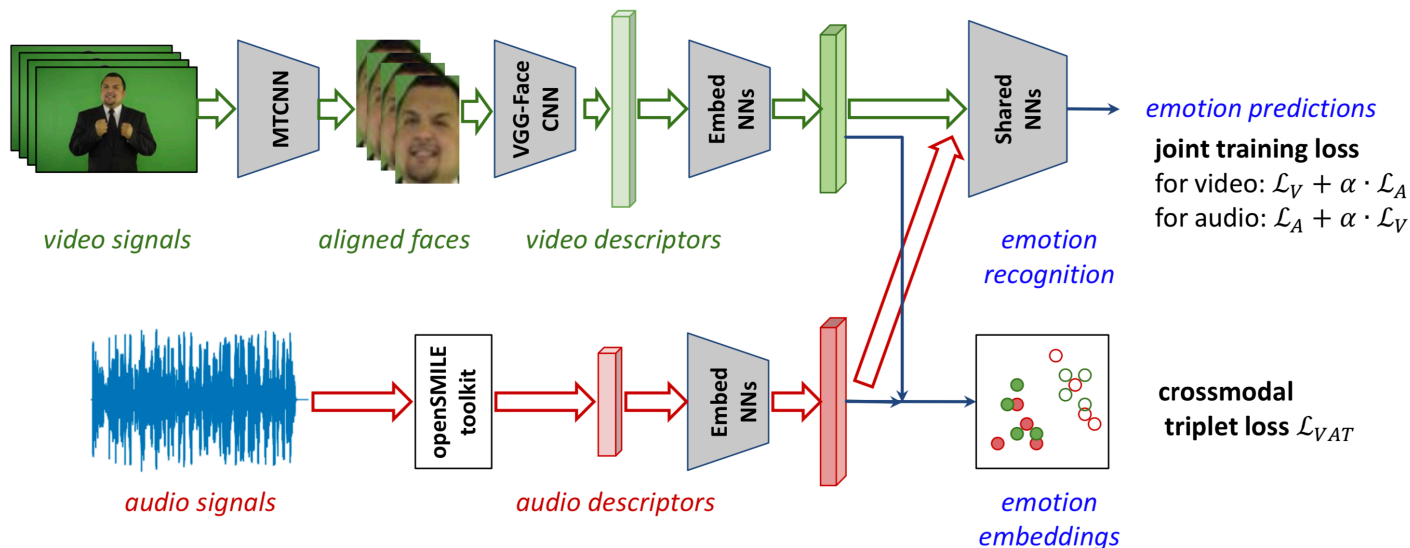 MTCNN
VGG-Face
CNN
Embed
NNs
Shared
NNs
emotion predictions
joint training loss
for video: ℒ_V + α · ℒ_A
for audio: ℒ_A + α · ℒ_V
video signals
aligned faces
video descriptors
emotion
recognition
openSMILE
toolkit
Embed
NNs
crossmodal
triplet loss ℒ_VAT
audio signals
audio descriptors
emotion
embeddings